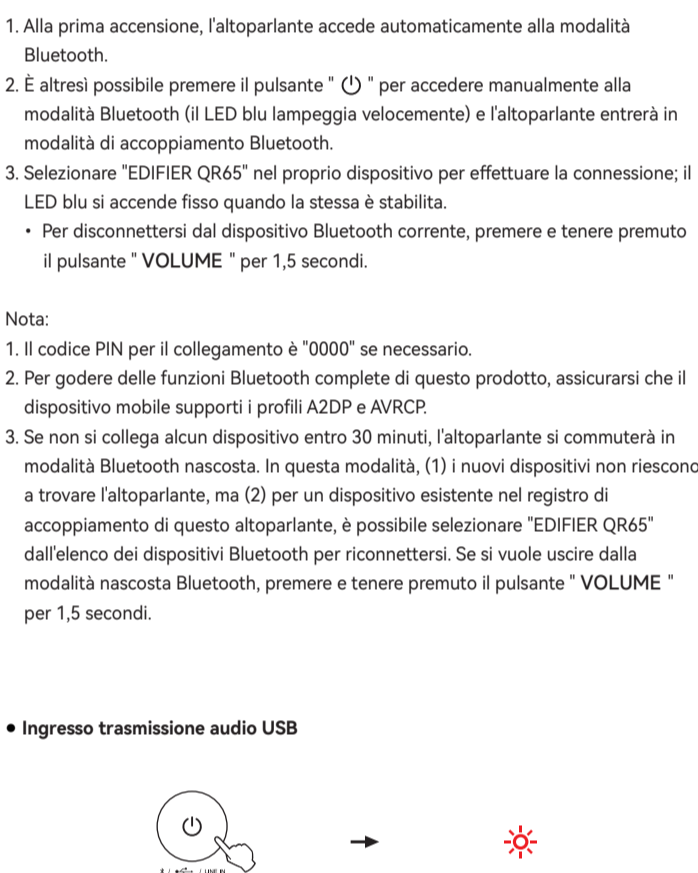 1. Alla prima accensione, l'altoparlante accede automaticamente alla modalità
Bluetooth.
2. È altresì possibile premere il pulsante " ⏻ " per accedere manualmente alla
modalità Bluetooth (il LED blu lampeggia velocemente) e l'altoparlante entrerà in
modalità di accoppiamento Bluetooth.
3. Selezionare "EDIFIER QR65" nel proprio dispositivo per effettuare la connessione; il
LED blu si accende fisso quando la stessa è stabilita.
• Per disconnettersi dal dispositivo Bluetooth corrente, premere e tenere premuto
il pulsante " VOLUME " per 1,5 secondi.
Nota:
1. Il codice PIN per il collegamento è "0000" se necessario.
2. Per godere delle funzioni Bluetooth complete di questo prodotto, assicurarsi che il
dispositivo mobile supporti i profili A2DP e AVRCP.
3. Se non si collega alcun dispositivo entro 30 minuti, l'altoparlante si commuterà in
modalità Bluetooth nascosta. In questa modalità, (1) i nuovi dispositivi non riescono
a trovare l'altoparlante, ma (2) per un dispositivo esistente nel registro di
accoppiamento di questo altoparlante, è possibile selezionare "EDIFIER QR65"
dall'elenco dei dispositivi Bluetooth per riconnettersi. Se si vuole uscire dalla
modalità nascosta Bluetooth, premere e tenere premuto il pulsante " VOLUME "
per 1,5 secondi.
• Ingresso trasmissione audio USB
/ / LINE IN